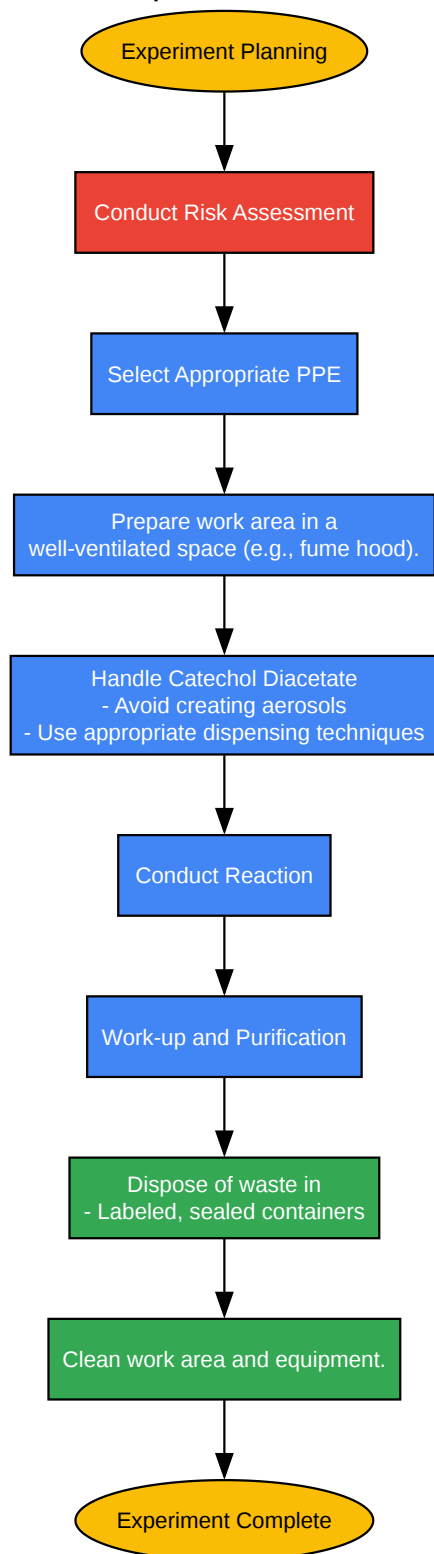 Experiment Planning
Conduct Risk Assessment
Select Appropriate PPE
Prepare work area in a
well-ventilated space (e.g., fume hood).
Handle Catechol Diacetate
- Avoid creating aerosols
- Use appropriate dispensing techniques
Conduct Reaction
Work-up and Purification
Dispose of waste in
- Labeled, sealed containers
Clean work area and equipment.
Experiment Complete